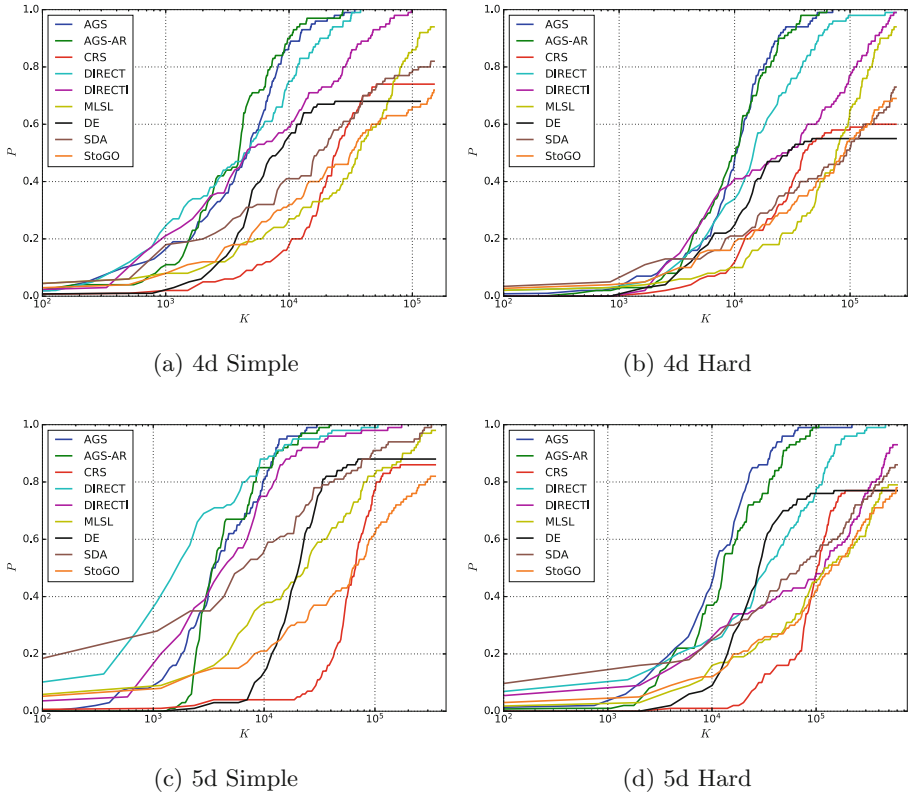 1.0
0.8
0.6
0.4
0.2
0.0
P
AGS
AGS-AR
CRS
DIRECT
DIRECTl
MLSL
DE
SDA
StoGO
10^2
10^3
10^4
10^5
K
(a) 4d Simple
1.0
0.8
0.6
0.4
0.2
0.0
P
AGS
AGS-AR
CRS
DIRECT
DIRECTl
MLSL
DE
SDA
StoGO
10^2
10^3
10^4
10^5
K
(b) 4d Hard
1.0
0.8
0.6
0.4
0.2
0.0
P
AGS
AGS-AR
CRS
DIRECT
DIRECTl
MLSL
DE
SDA
StoGO
10^2
10^3
10^4
10^5
K
(c) 5d Simple
1.0
0.8
0.6
0.4
0.2
0.0
P
AGS
AGS-AR
CRS
DIRECT
DIRECTl
MLSL
DE
SDA
StoGO
10^2
10^3
10^4
10^5
K
(d) 5d Hard